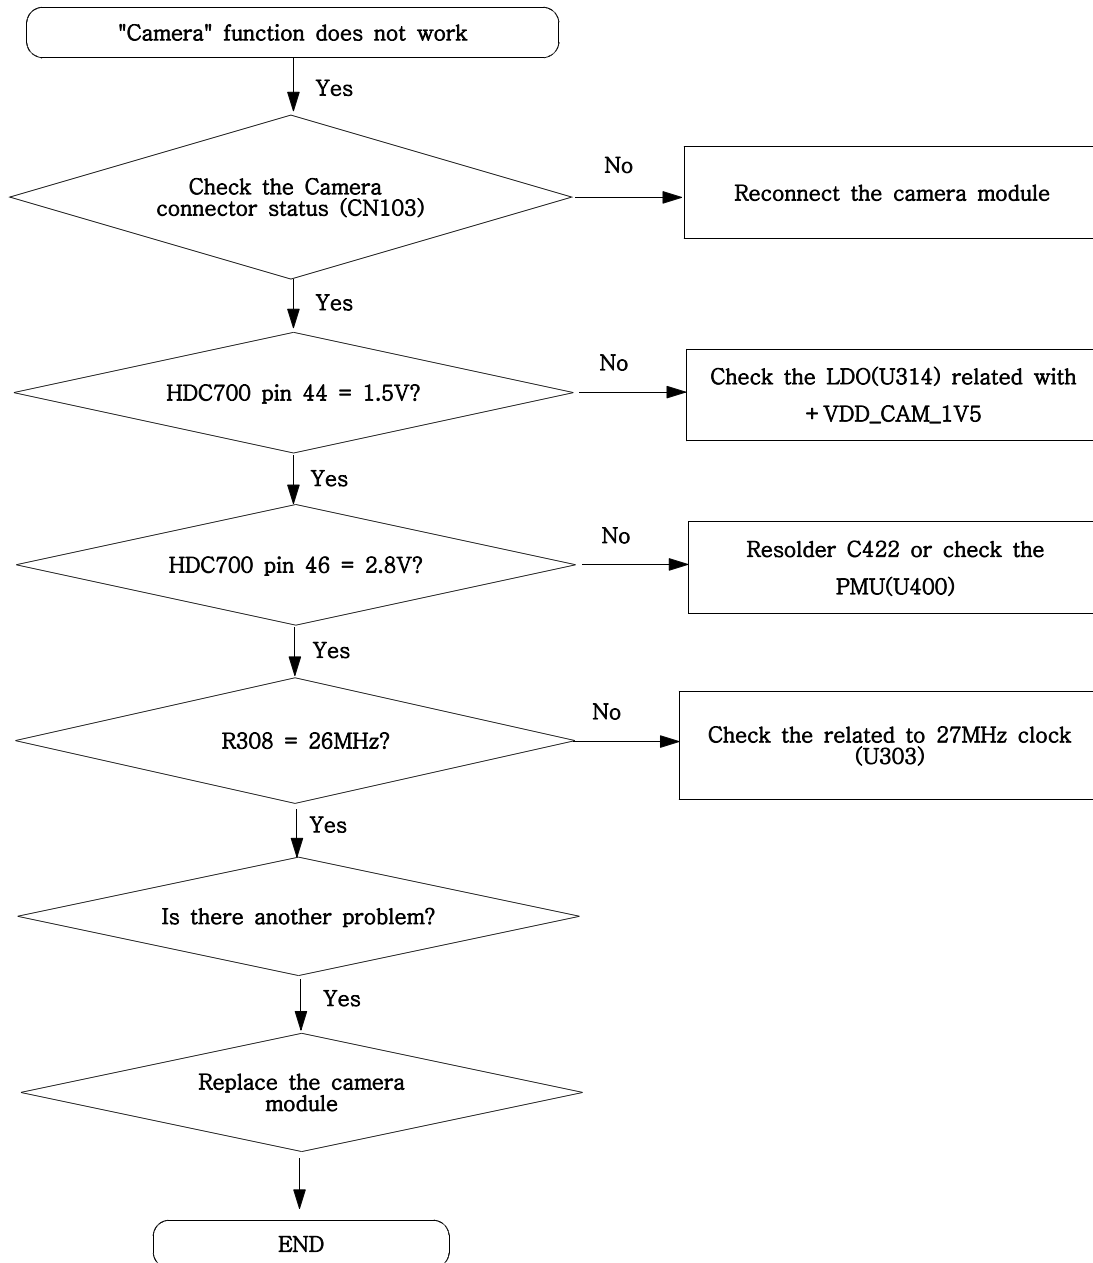 "Camera" function does not work
Yes
Check the Camera
connector status (CN103)
No
Reconnect the camera module
Yes
HDC700 pin 44 = 1.5V?
No
Check the LDO(U314) related with
+VDD_CAM_1V5
Yes
HDC700 pin 46 = 2.8V?
No
Resolder C422 or check the
PMU(U400)
Yes
R308 = 26MHz?
No
Check the related to 27MHz clock
(U303)
Yes
Is there another problem?
Yes
Replace the camera
module
END